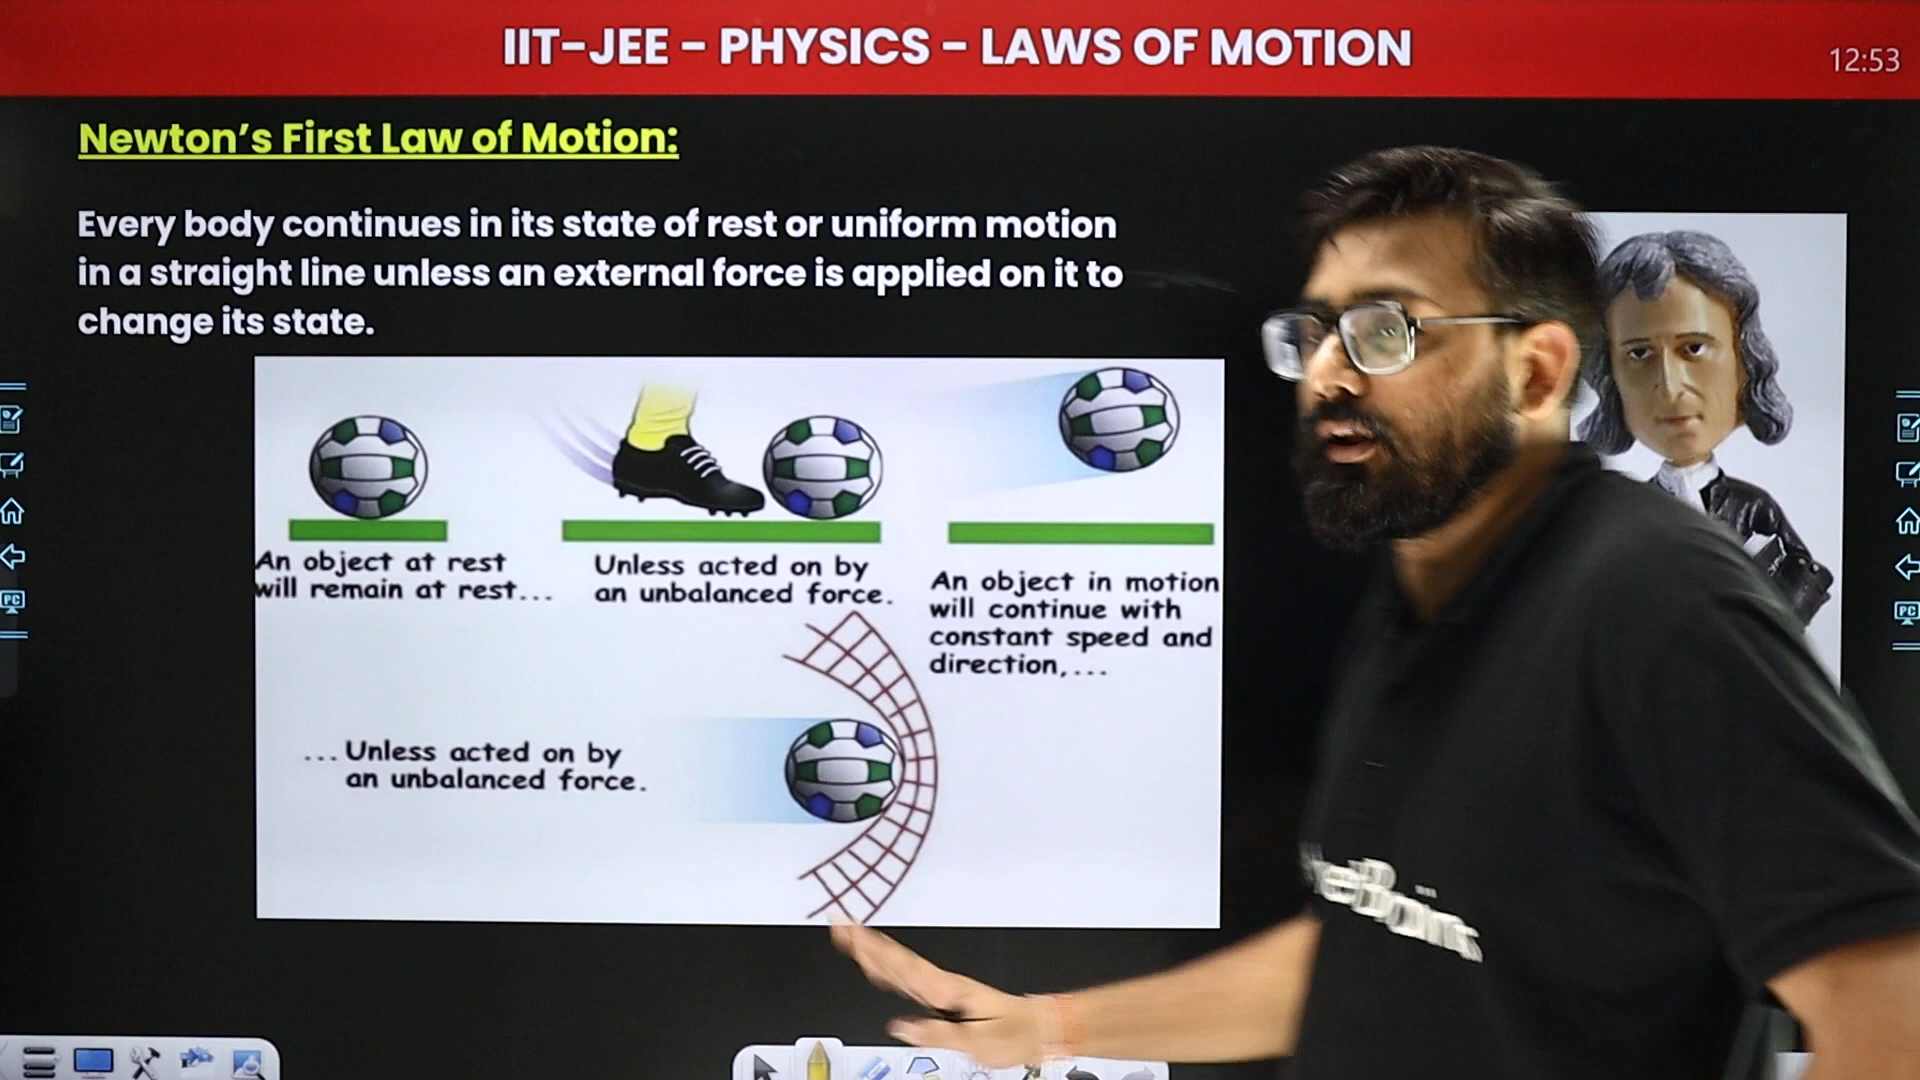 IIT-JEE - PHYSICS - LAWS OF MOTION
12:53
Newton's First Law of Motion:
Every body continues in its state of rest or uniform motion
in a straight line unless an external force is applied on it to
change its state.
An object at rest
will remain at rest...
Unless acted on by
an unbalanced force.
An object in motion
will continue with
constant speed and
direction,...
... Unless acted on by
an unbalanced force.
PC
PC